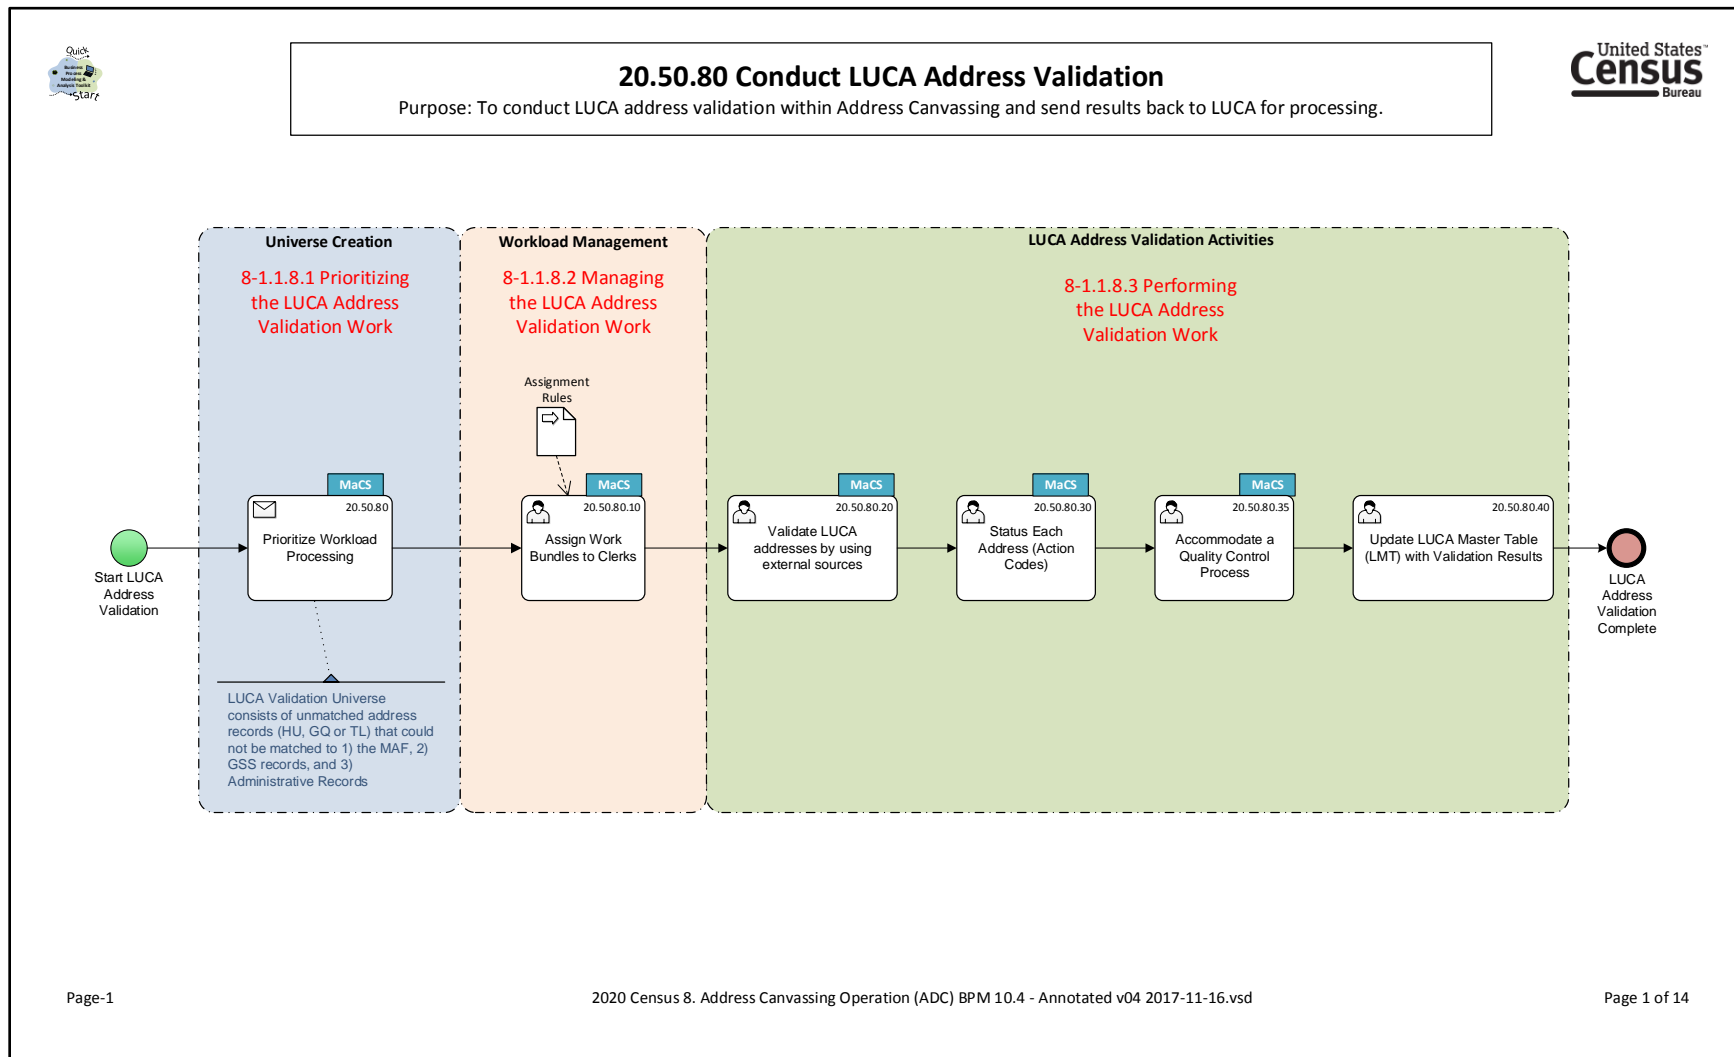 Quick
Business
Process
Modeling &
Analysis Toolkit
Start
20.50.80 Conduct LUCA Address Validation
Purpose: To conduct LUCA address validation within Address Canvassing and send results back to LUCA for processing.
United States™
Census
Bureau
Universe Creation
8-1.1.8.1 Prioritizing
the LUCA Address
Validation Work
Workload Management
8-1.1.8.2 Managing
the LUCA Address
Validation Work
LUCA Address Validation Activities
8-1.1.8.3 Performing
the LUCA Address
Validation Work
Assignment
Rules
Start LUCA
Address
Validation
MaCS
20.50.80
Prioritize Workload
Processing
MaCS
20.50.80.10
Assign Work
Bundles to Clerks
MaCS
20.50.80.20
Validate LUCA
addresses by using
external sources
MaCS
20.50.80.30
Status Each
Address (Action
Codes)
MaCS
20.50.80.35
Accommodate a
Quality Control
Process
20.50.80.40
Update LUCA Master Table
(LMT) with Validation Results
LUCA
Address
Validation
Complete
LUCA Validation Universe
consists of unmatched address
records (HU, GQ or TL) that could
not be matched to 1) the MAF, 2)
GSS records, and 3)
Administrative Records
Page-1
2020 Census 8. Address Canvassing Operation (ADC) BPM 10.4 - Annotated v04 2017-11-16.vsd
Page 1 of 14